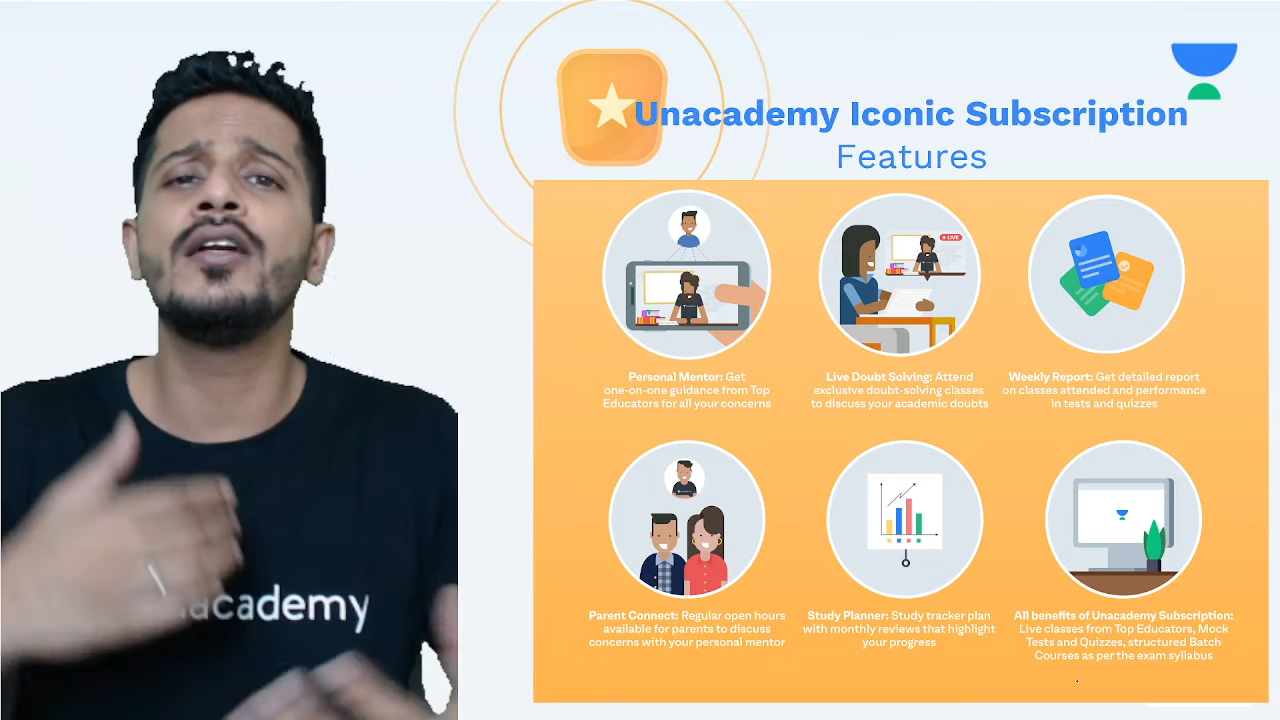 Unacademy Iconic Subscription
Features
LIVE
Personal Mentor: Get
one-on-one guidance from Top
Educators for all your concerns
Live Doubt Solving: Attend
exclusive doubt-solving classes
to discuss your academic doubts
Weekly Report: Get detailed report
on classes attended and performance
in tests and quizzes
Parent Connect: Regular open hours
available for parents to discuss
concerns with your personal mentor
Study Planner: Study tracker plan
with monthly reviews that highlight
your progress
All benefits of Unacademy Subscription:
Live classes from Top Educators, Mock
Tests and Quizzes, structured Batch
Courses as per the exam syllabus
academy